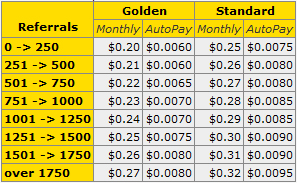 Golden Standard
Referrals Monthly AutoPay Monthly AutoPay
0 -> 250 $0.20 $0.0060 $0.25 $0.0075
251 -> 500 $0.21 $0.0060 $0.26 $0.0080
501 -> 750 $0.22 $0.0065 $0.27 $0.0080
751 -> 1000 $0.23 $0.0070 $0.28 $0.0085
1001 -> 1250 $0.24 $0.0070 $0.29 $0.0085
1251 -> 1500 $0.25 $0.0075 $0.30 $0.0090
1501 -> 1750 $0.26 $0.0080 $0.31 $0.0090
over 1750 $0.27 $0.0080 $0.32 $0.0095